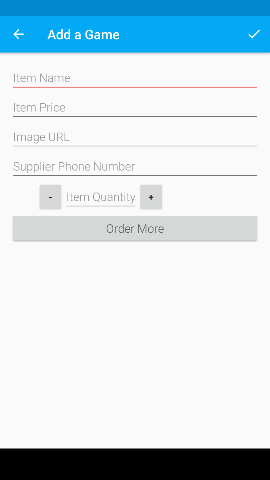 Add a Game
Item Name
Item Price
Image URL
Supplier Phone Number
- Item Quantity +
Order More